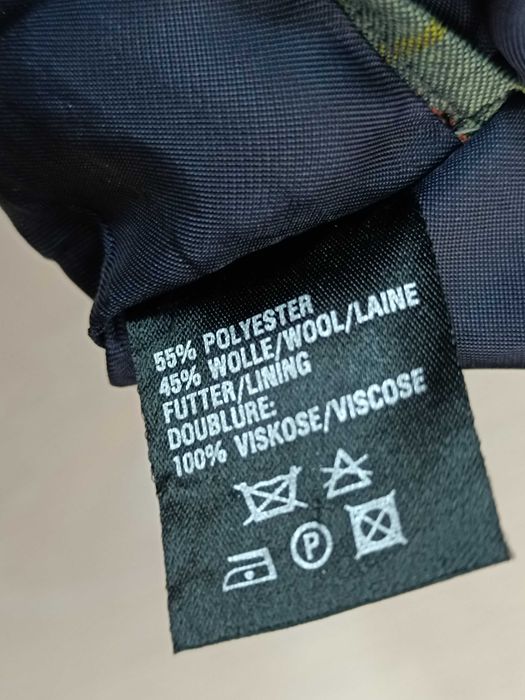 55% POLYESTER
45% WOLLE/WOOL/LAINE
FUTTER/LINING
DOUBLURE:
100% VISKOSE/VISCOSE
P